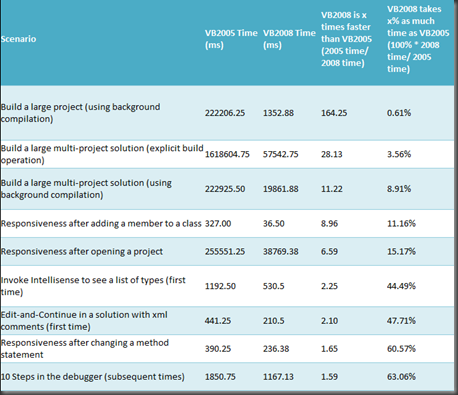 Scenario
VB2005 Time
(ms)
VB2008 Time
(ms)
VB2008 is x
times faster
than VB2005
(2005 time/
2008 time)
VB2008 takes
x% as much
time as VB2005
(100% * 2008
time/ 2005
time)
Build a large project (using background
compilation)
222206.25
1352.88
164.25
0.61%
Build a large multi-project solution (explicit build
operation)
1618604.75
57542.75
28.13
3.56%
Build a large multi-project solution (using
background compilation)
222925.50
19861.88
11.22
8.91%
Responsiveness after adding a member to a class
327.00
36.50
8.96
11.16%
Responsiveness after opening a project
255551.25
38769.38
6.59
15.17%
Invoke Intellisense to see a list of types (first
time)
1192.50
530.5
2.25
44.49%
Edit-and-Continue in a solution with xml
comments (first time)
441.25
210.5
2.10
47.71%
Responsiveness after changing a method
statement
390.25
236.38
1.65
60.57%
10 Steps in the debugger (subsequent times)
1850.75
1167.13
1.59
63.06%